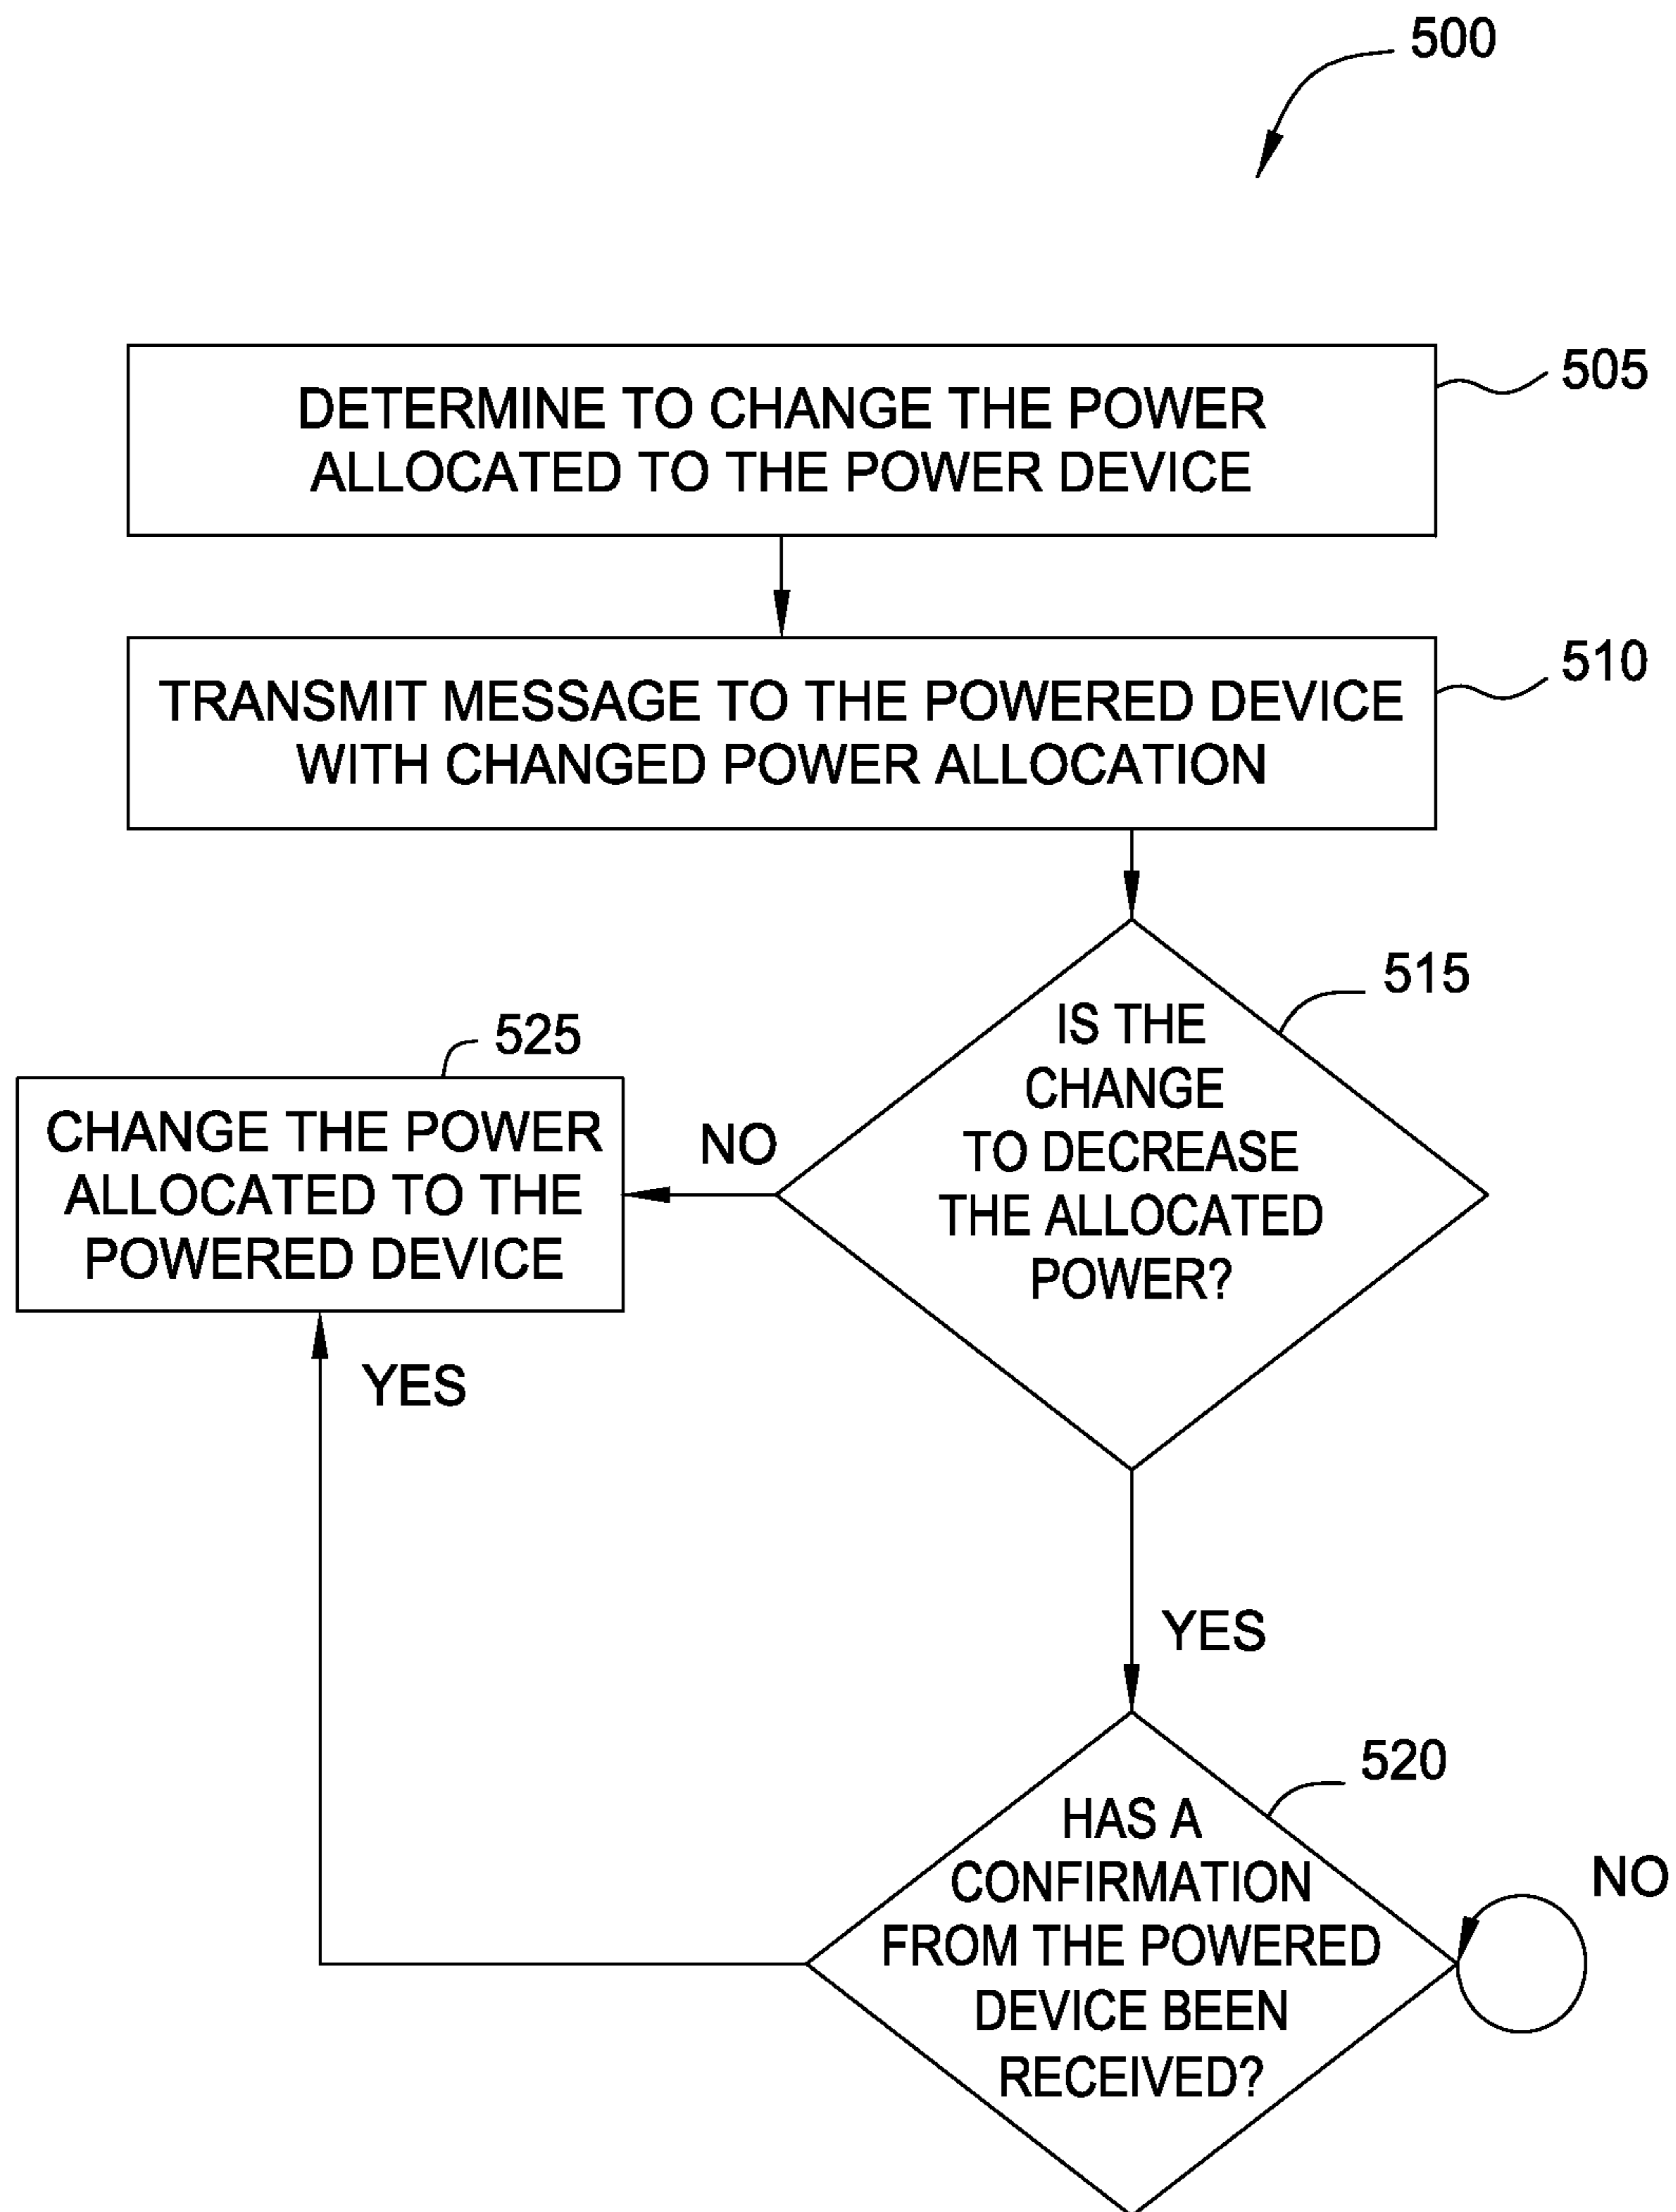 500
505
DETERMINE TO CHANGE THE POWER
ALLOCATED TO THE POWER DEVICE
510
TRANSMIT MESSAGE TO THE POWERED DEVICE
WITH CHANGED POWER ALLOCATION
515
IS THE
CHANGE
TO DECREASE
THE ALLOCATED
POWER?
NO
525
CHANGE THE POWER
ALLOCATED TO THE
POWERED DEVICE
YES
YES
520
HAS A
CONFIRMATION
FROM THE POWERED
DEVICE BEEN
RECEIVED?
NO